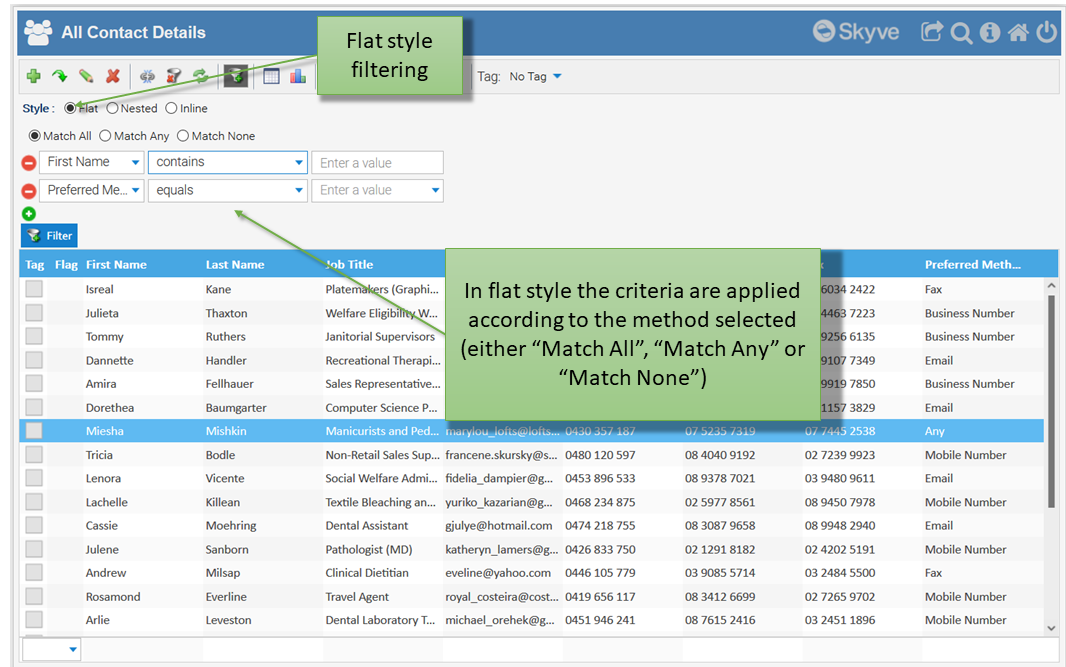 All Contact Details
Skyve
Flat style
filtering
Tag: No Tag
Style: Flat Nested Inline
Match All Match Any Match None
First Name contains Enter a value
Preferred Me... equals Enter a value
Filter
Tag Flag First Name Last Name Job Title Preferred Meth...
In flat style the criteria are applied
according to the method selected
(either “Match All”, “Match Any” or
“Match None”)
Isreal Kane Platemakers (Graphi... 6034 2422 Fax
Julieta Thaxton Welfare Eligibility W... 4463 7223 Business Number
Tommy Ruthers Janitorial Supervisors 9256 6135 Business Number
Dannette Handler Recreational Therapi... 9107 7349 Email
Amira Fellhauer Sales Representative... 9919 7850 Business Number
Dorethea Baumgarter Computer Science P... 1157 3829 Email
Miesha Mishkin Manicurists and Ped... marylou_lofts@lofts... 0430 357 187 07 5235 7319 07 7445 2538 Any
Tricia Bodle Non-Retail Sales Sup... francene.skursky@s... 0480 120 597 08 4040 9192 02 7239 9923 Mobile Number
Lenora Vicente Social Welfare Admi... fidelia_dampier@g... 0453 896 533 08 9378 7021 03 9480 9611 Email
Lachelle Killean Textile Bleaching an... yuriko_kazarian@g... 0468 234 875 02 5977 8561 08 9450 7978 Mobile Number
Cassie Moehring Dental Assistant gjulye@hotmail.com 0474 218 755 08 3087 9658 08 9948 2940 Email
Julene Sanborn Pathologist (MD) katheryn_lamers@g... 0426 833 750 02 1291 8182 02 4202 5191 Mobile Number
Andrew Milsap Clinical Dietitian eveline@yahoo.com 0446 105 779 03 9085 5714 03 2484 5500 Fax
Rosamond Everline Travel Agent royal_costeira@cost... 0419 656 117 08 3412 6699 02 7265 9702 Mobile Number
Arlie Leveston Dental Laboratory T... michael_orehek@g... 0451 946 241 08 7615 2416 03 2451 1896 Mobile Number